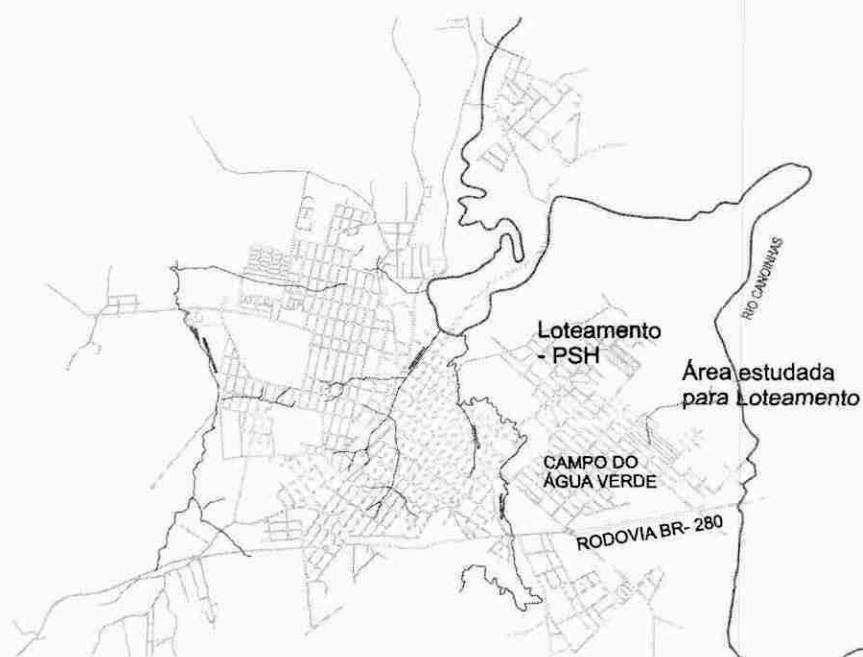 RIO CANOINHAS
Loteamento
- PSH
Área estudada
para Loteamento
CAMPO DO
ÁGUA VERDE
RODOVIA BR- 280